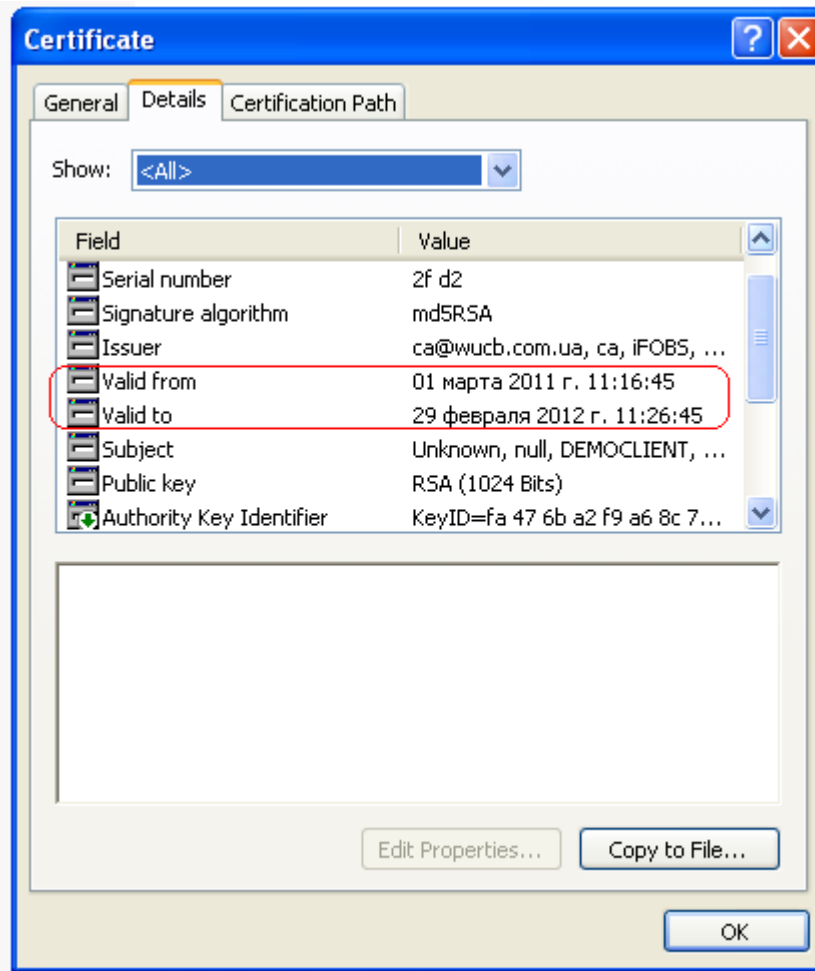 Certificate
General Details Certification Path
Show: <All>
Field Value
Serial number 2f d2
Signature algorithm md5RSA
Issuer ca@wucb.com.ua, ca, iFOBS, ...
Valid from 01 марта 2011 г. 11:16:45
Valid to 29 февраля 2012 г. 11:26:45
Subject Unknown, null, DEMOCLIENT, ...
Public key RSA (1024 Bits)
Authority Key Identifier KeyID=fa 47 6b a2 f9 a6 8c 7...
Edit Properties... Copy to File...
OK